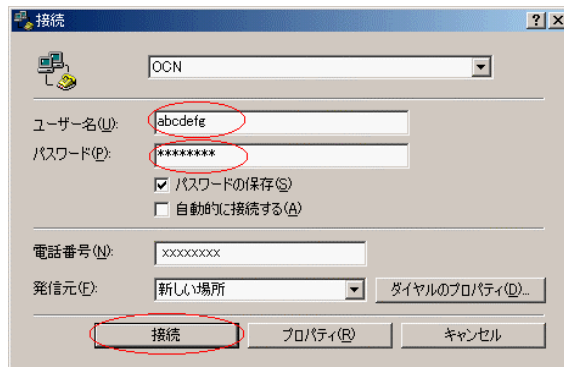 接続
OCN
ユーザー名(U): abcdefg
パスワード(P): ********
パスワードの保存(S)
自動的に接続する(A)
電話番号(N): xxxxxxxx
発信元(F): 新しい場所 ダイヤルのプロパティ(D)...
接続 プロパティ(R) キャンセル